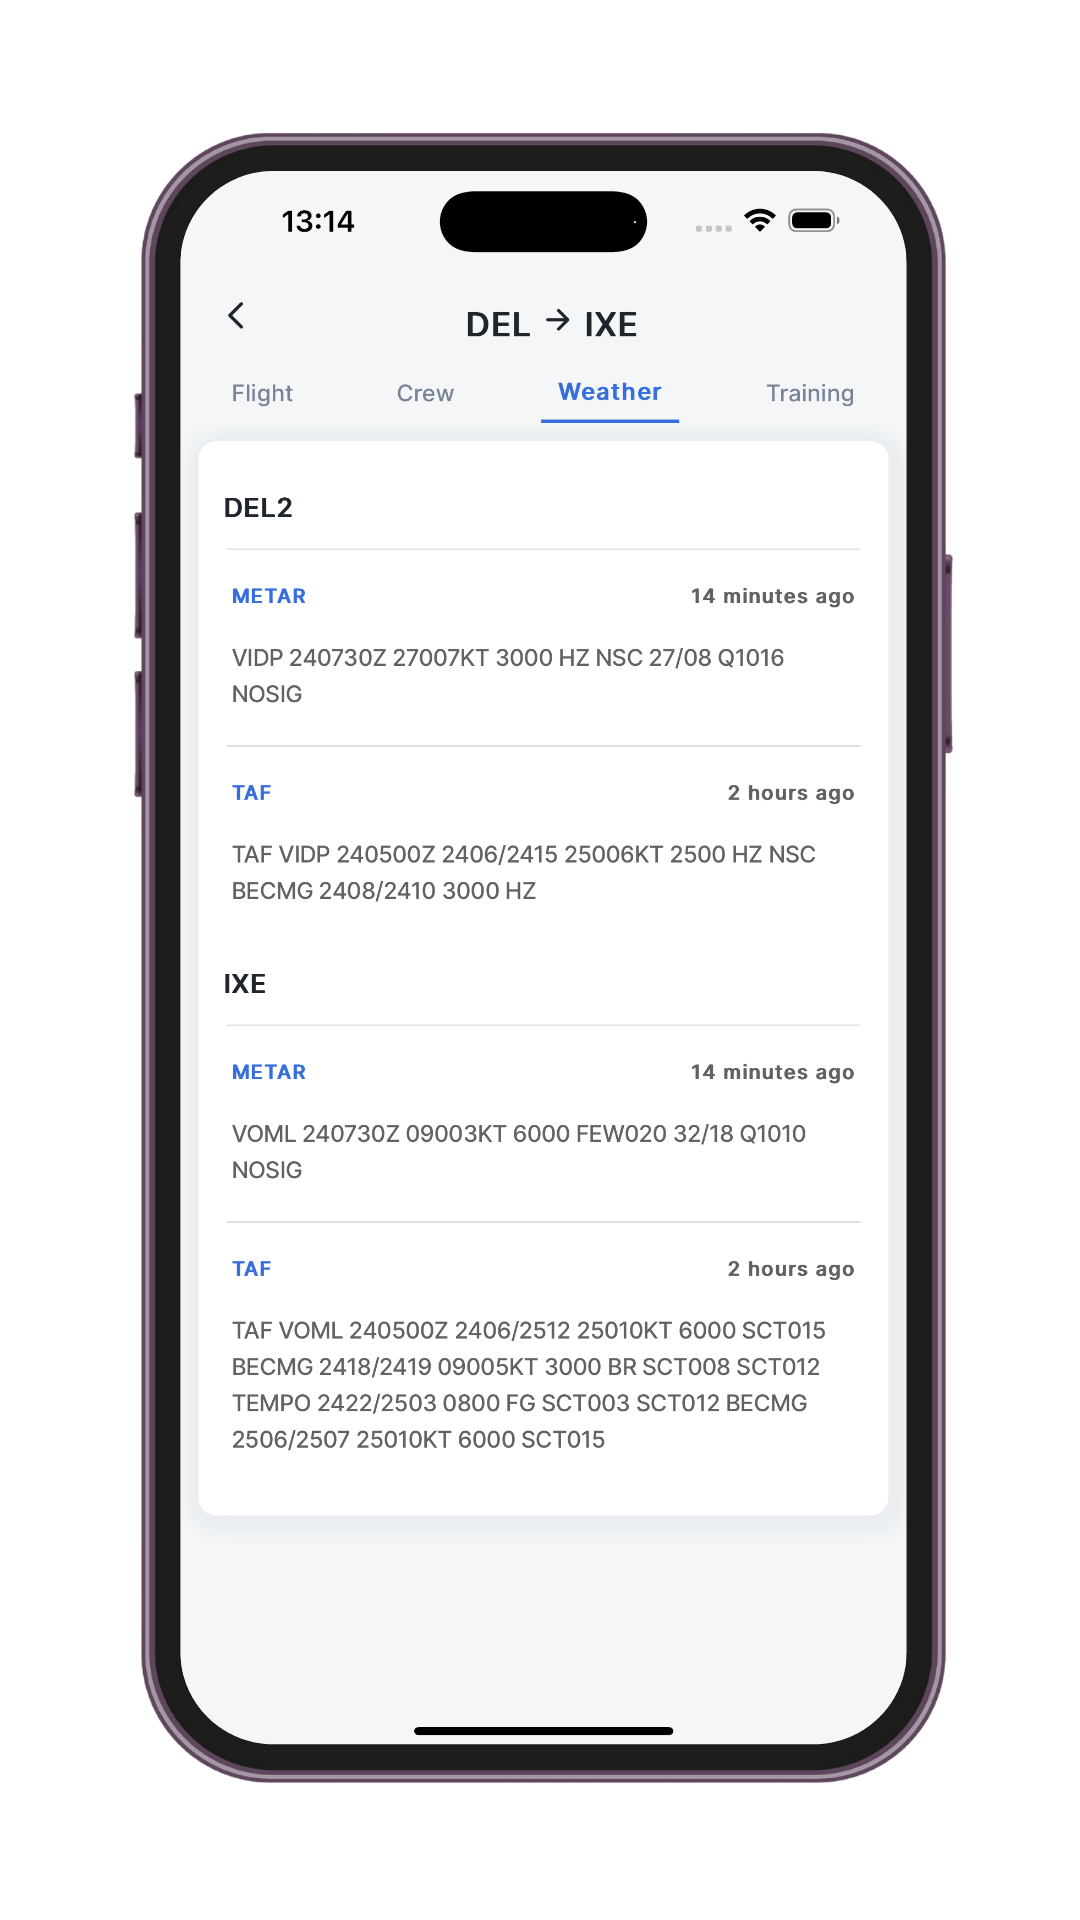 13:14
DEL → IXE
Flight Crew Weather Training
DEL2
METAR 14 minutes ago
VIDP 240730Z 27007KT 3000 HZ NSC 27/08 Q1016
NOSIG
TAF 2 hours ago
TAF VIDP 240500Z 2406/2415 25006KT 2500 HZ NSC
BECMG 2408/2410 3000 HZ
IXE
METAR 14 minutes ago
VOML 240730Z 09003KT 6000 FEW020 32/18 Q1010
NOSIG
TAF 2 hours ago
TAF VOML 240500Z 2406/2512 25010KT 6000 SCT015
BECMG 2418/2419 09005KT 3000 BR SCT008 SCT012
TEMPO 2422/2503 0800 FG SCT003 SCT012 BECMG
2506/2507 25010KT 6000 SCT015